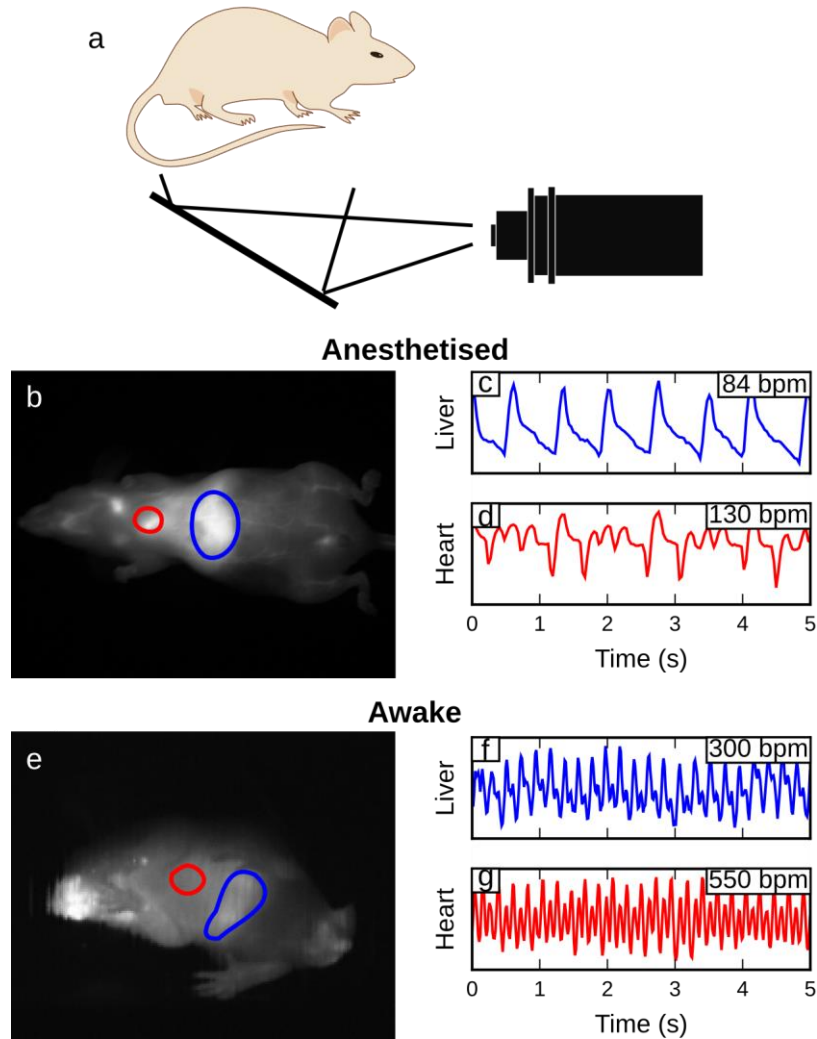 a
Anesthetised
b
c
84 bpm
Liver
d
130 bpm
Heart
0 1 2 3 4 5
Time (s)
Awake
e
f
300 bpm
Liver
g
550 bpm
Heart
0 1 2 3 4 5
Time (s)